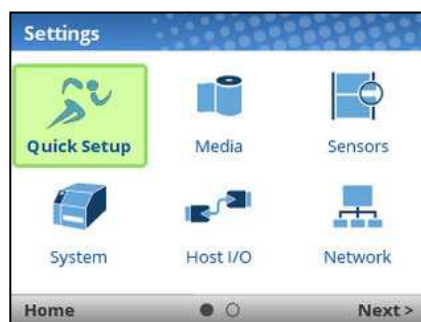 Settings
Quick Setup Media Sensors
System Host I/O Network
Home Next >